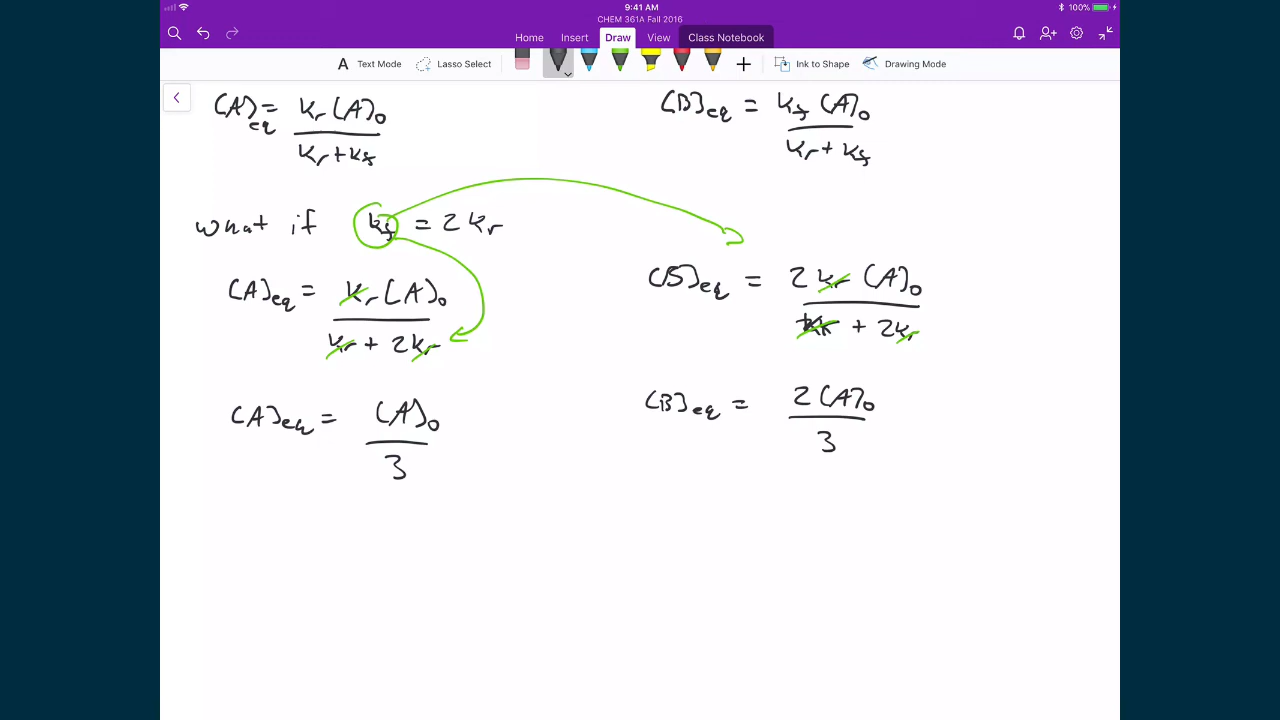 9:41 AM
100%
CHEM 361A Fall 2016
Home Insert Draw View Class Notebook
A Text Mode Lasso Select Ink to Shape Drawing Mode
[A]eq = kr[A]0 / kr + kf
[B]eq = kf[A]0 / kr + kf
what if kf = 2kr
[A]eq = kr[A]0 / kr + 2kr
[B]eq = 2kr[A]0 / kr + 2kr
[A]eq = [A]0 / 3
[B]eq = 2[A]0 / 3